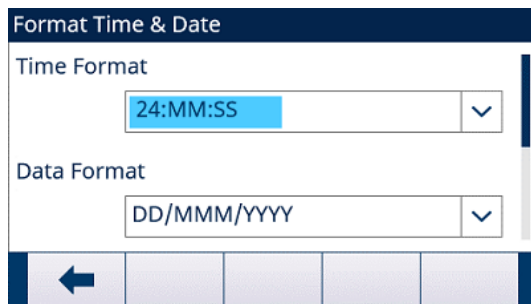 Format Time & Date
Time Format
24:MM:SS
Data Format
DD/MMM/YYYY